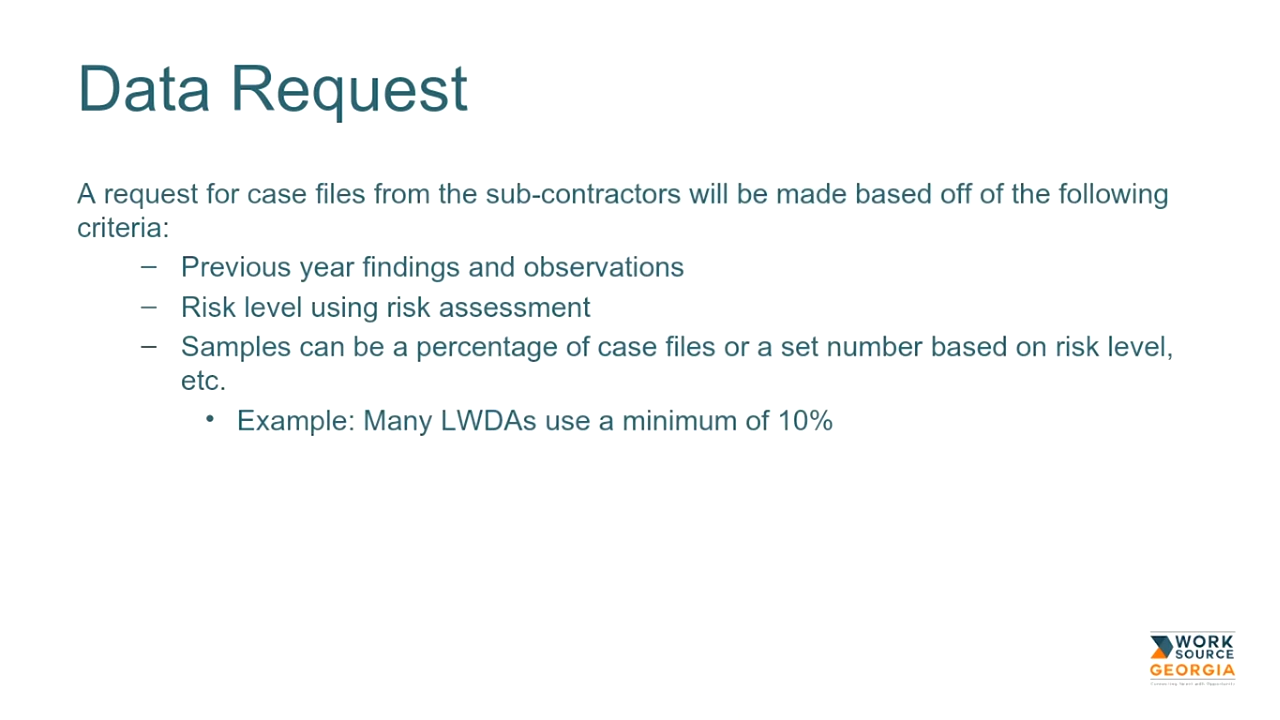 Data Request
A request for case files from the sub-contractors will be made based off of the following
criteria:
– Previous year findings and observations
– Risk level using risk assessment
– Samples can be a percentage of case files or a set number based on risk level,
etc.
• Example: Many LWDAs use a minimum of 10%
WORK
SOURCE
GEORGIA